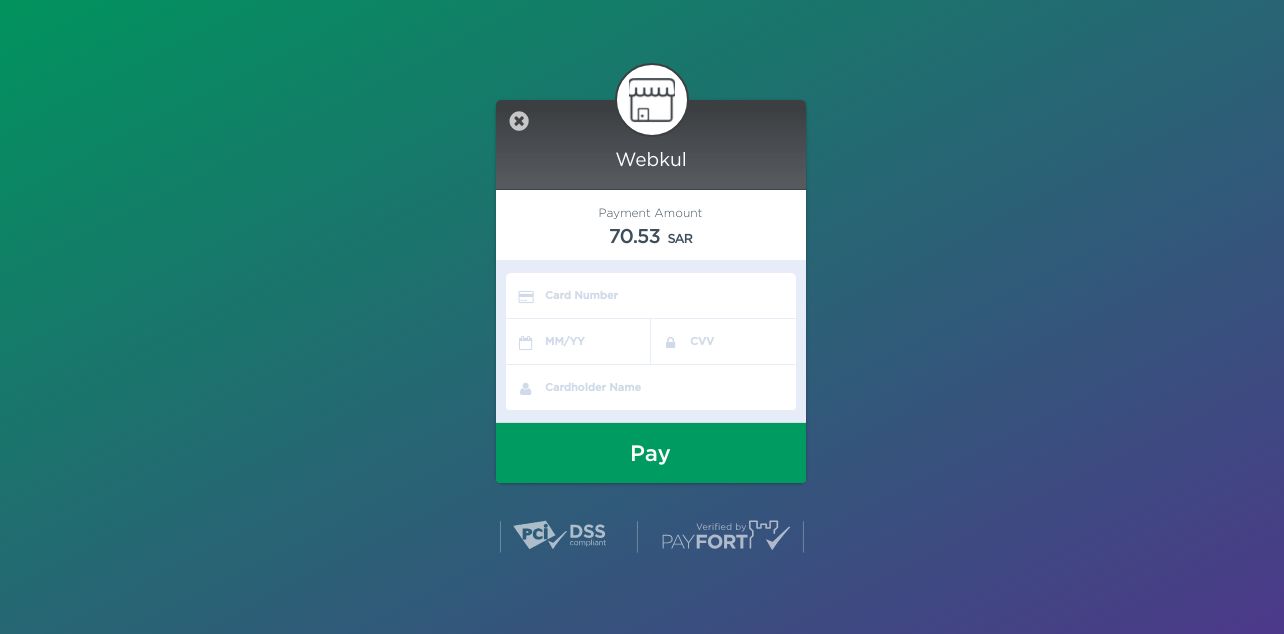 Webkul
Payment Amount
70.53 SAR
Card Number
MM/YY
CVV
Cardholder Name
Pay
PCI DSS
compliant
Verified by
PAYFORT